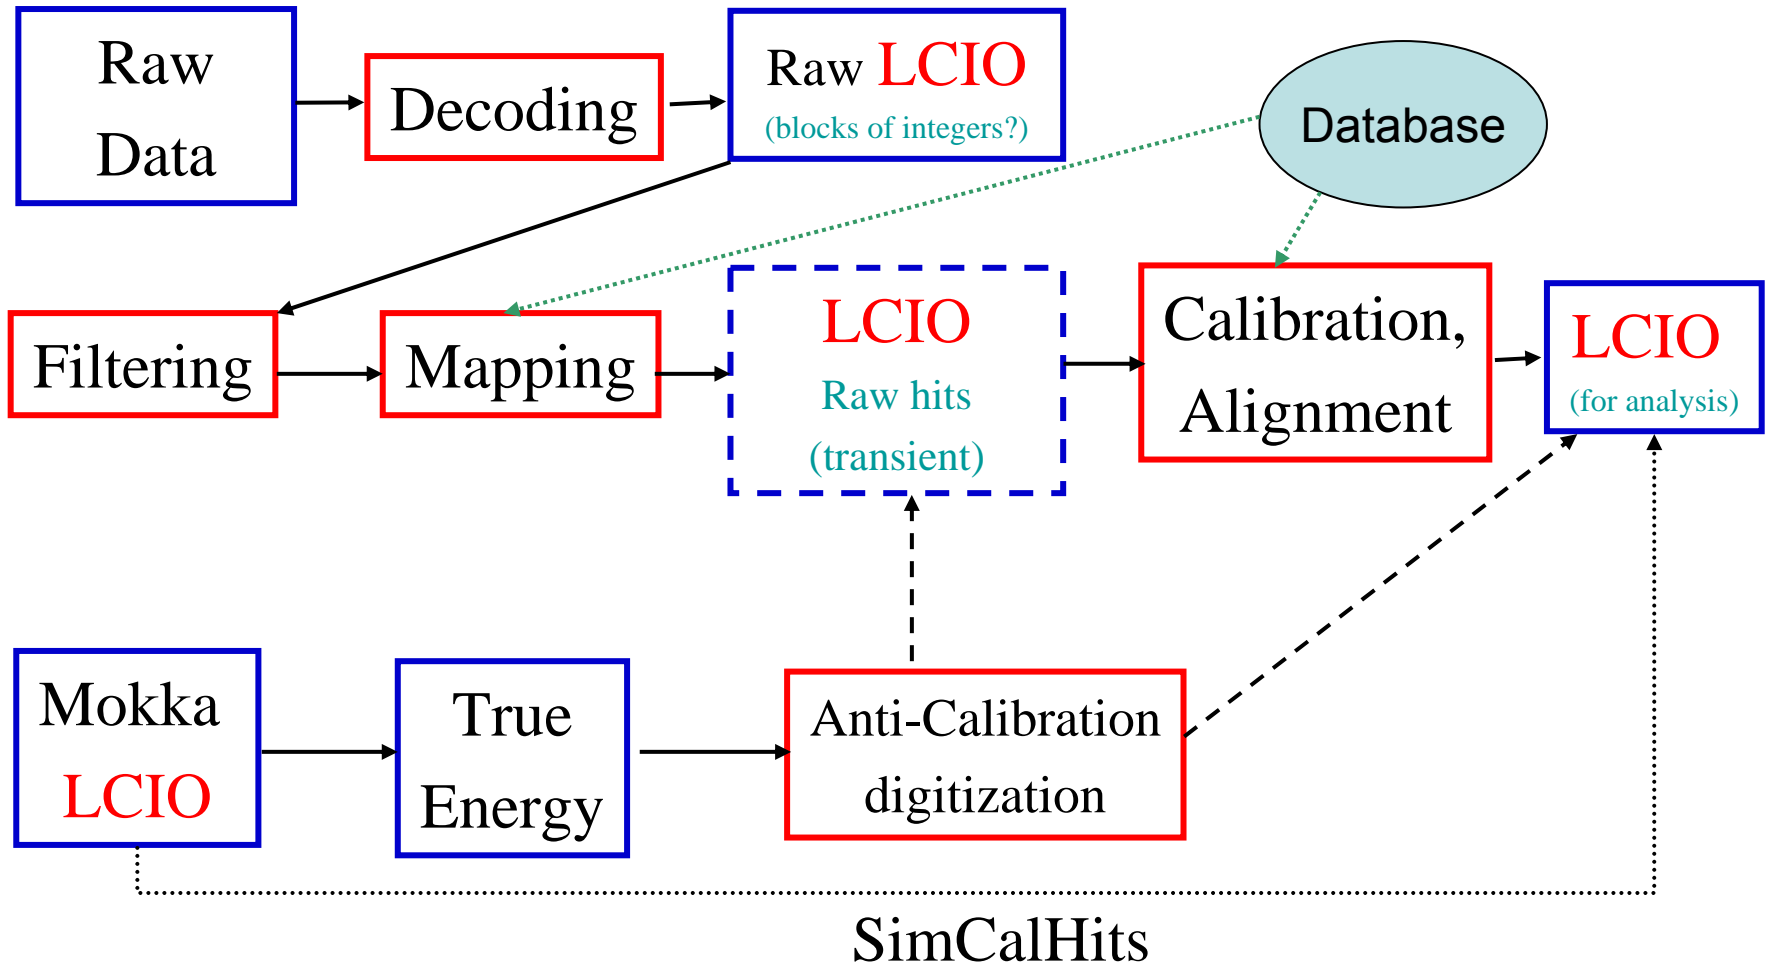 Raw
Data
Decoding
Raw LCIO
(blocks of integers?)
Database
Filtering
Mapping
LCIO
Raw hits
(transient)
Calibration,
Alignment
LCIO
(for analysis)
Mokka
LCIO
True
Energy
Anti-Calibration
digitization
SimCalHits